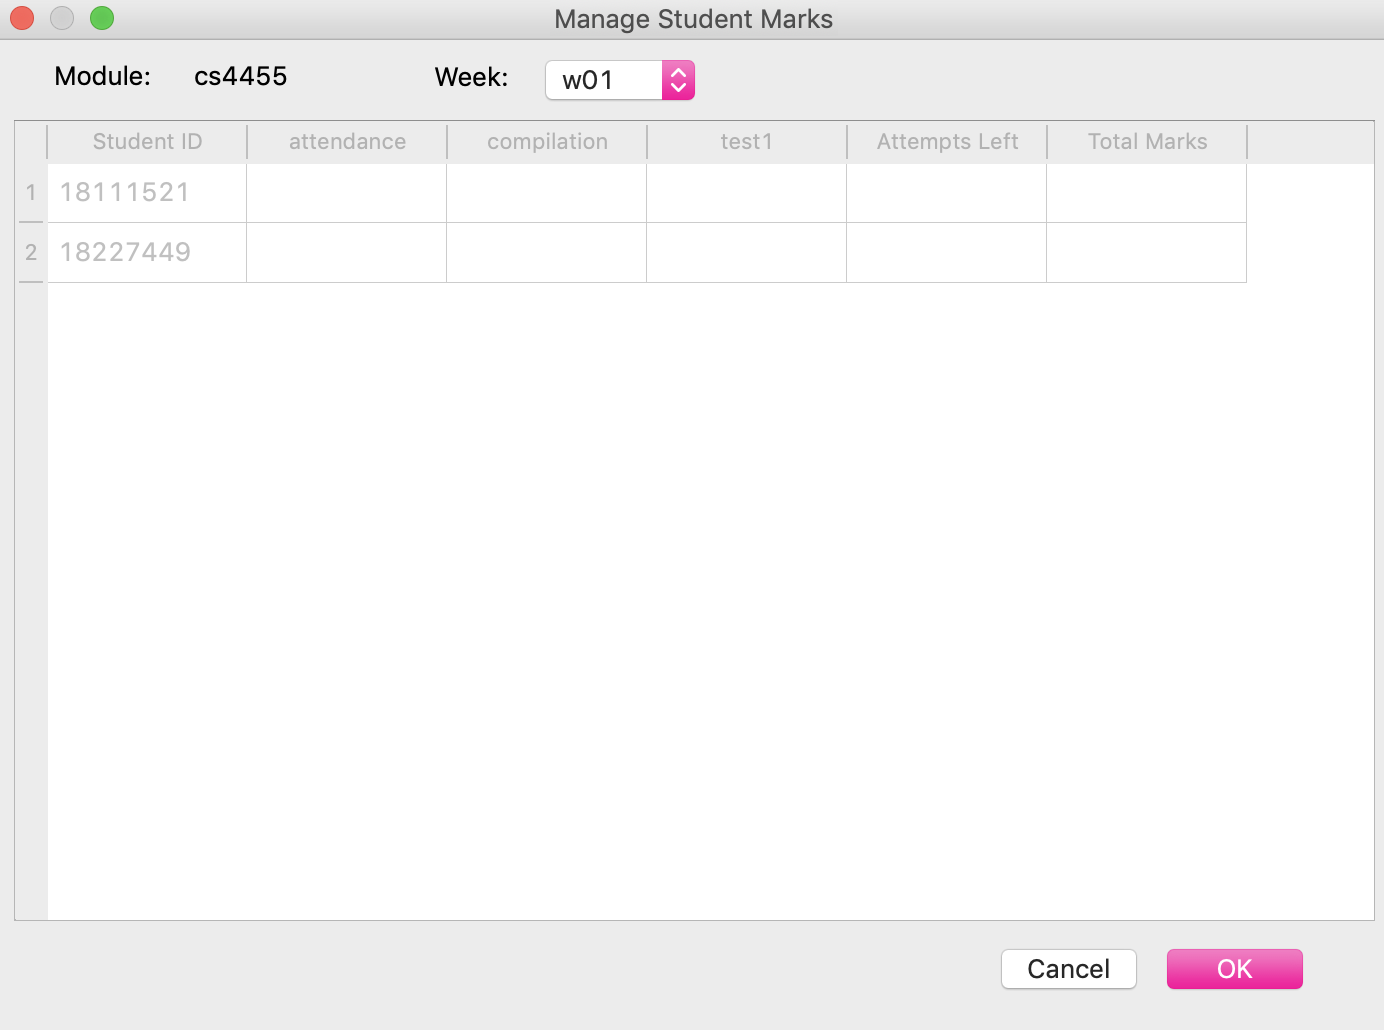 Manage Student Marks
Module: cs4455 Week: w01
Student ID attendance compilation test1 Attempts Left Total Marks
1 18111521
2 18227449
Cancel OK